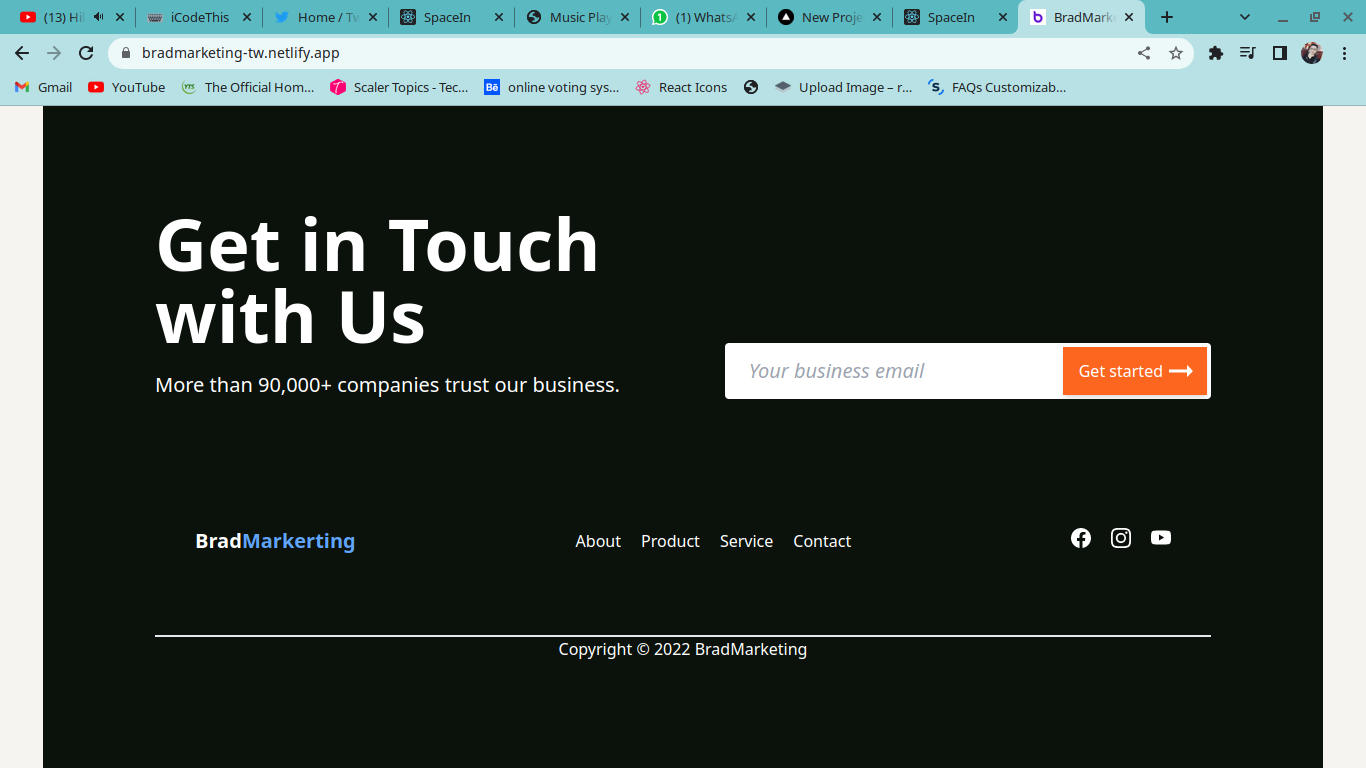 (13) Hi
iCodeThis
Home / Tw
SpaceIn
Music Play
(1) Whats
New Proje
SpaceIn
BradMark
bradmarketing-tw.netlify.app
Gmail
YouTube
The Official Hom...
Scaler Topics - Tec...
Bē
online voting sys...
React Icons
Upload Image – r...
FAQs Customizab...
Get in Touch
with Us
More than 90,000+ companies trust our business.
Your business email
Get started
BradMarkerting
About
Product
Service
Contact
Copyright © 2022 BradMarketing